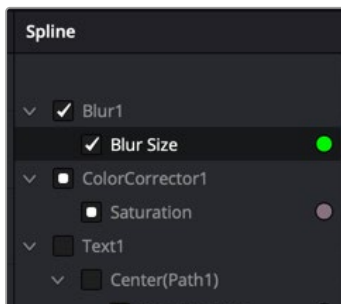 Spline
Blur1
Blur Size
ColorCorrector1
Saturation
Text1
Center(Path1)